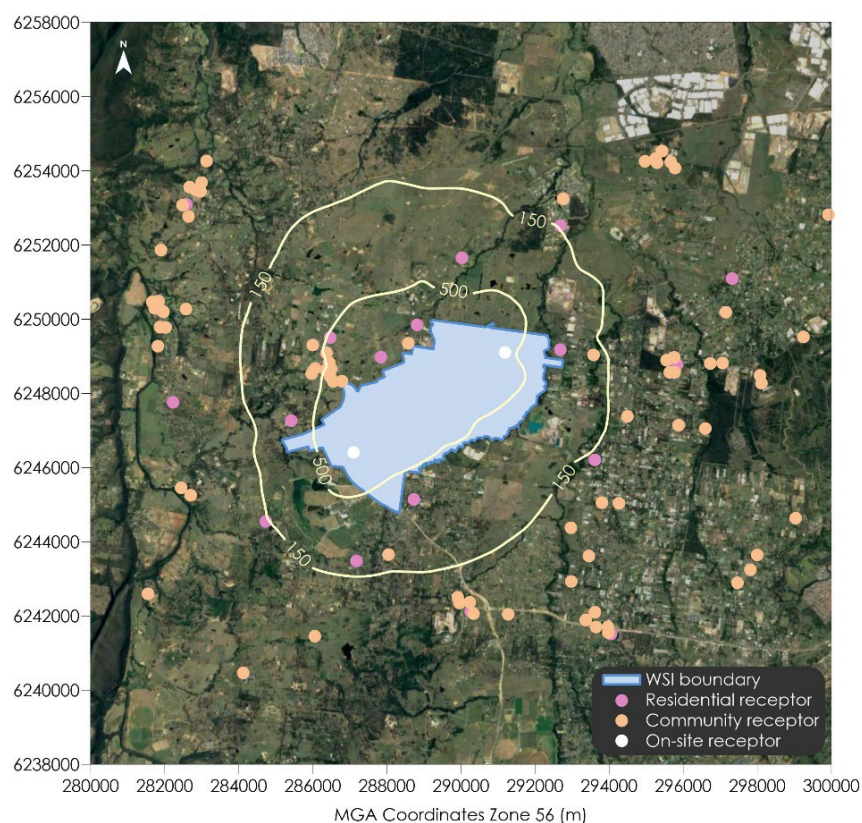 6258000
N
6256000
6254000
6252000
150
6250000
150
500
6248000
6246000
500
150
6244000
150
6242000
6240000
WSI boundary
Residential receptor
Community receptor
On-site receptor
6238000
280000 282000 284000 286000 288000 290000 292000 294000 296000 298000 300000
MGA Coordinates Zone 56 (m)